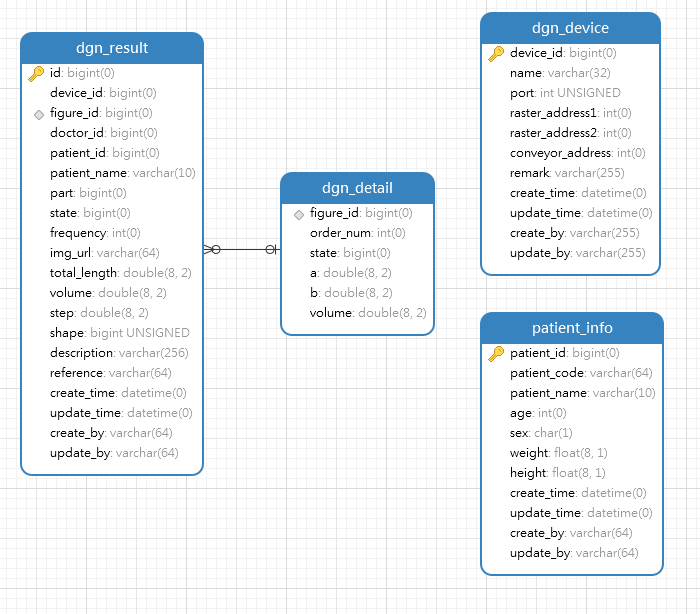 dgn_result
id: bigint(0)
device_id: bigint(0)
figure_id: bigint(0)
doctor_id: bigint(0)
patient_id: bigint(0)
patient_name: varchar(10)
part: bigint(0)
state: bigint(0)
frequency: int(0)
img_url: varchar(64)
total_length: double(8, 2)
volume: double(8, 2)
step: double(8, 2)
shape: bigint UNSIGNED
description: varchar(256)
reference: varchar(64)
create_time: datetime(0)
update_time: datetime(0)
create_by: varchar(64)
update_by: varchar(64)
dgn_detail
figure_id: bigint(0)
order_num: int(0)
state: bigint(0)
a: double(8, 2)
b: double(8, 2)
volume: double(8, 2)
dgn_device
device_id: bigint(0)
name: varchar(32)
port: int UNSIGNED
raster_address1: int(0)
raster_address2: int(0)
conveyor_address: int(0)
remark: varchar(255)
create_time: datetime(0)
update_time: datetime(0)
create_by: varchar(255)
update_by: varchar(255)
patient_info
patient_id: bigint(0)
patient_code: varchar(64)
patient_name: varchar(10)
age: int(0)
sex: char(1)
weight: float(8, 1)
height: float(8, 1)
create_time: datetime(0)
update_time: datetime(0)
create_by: varchar(64)
update_by: varchar(64)